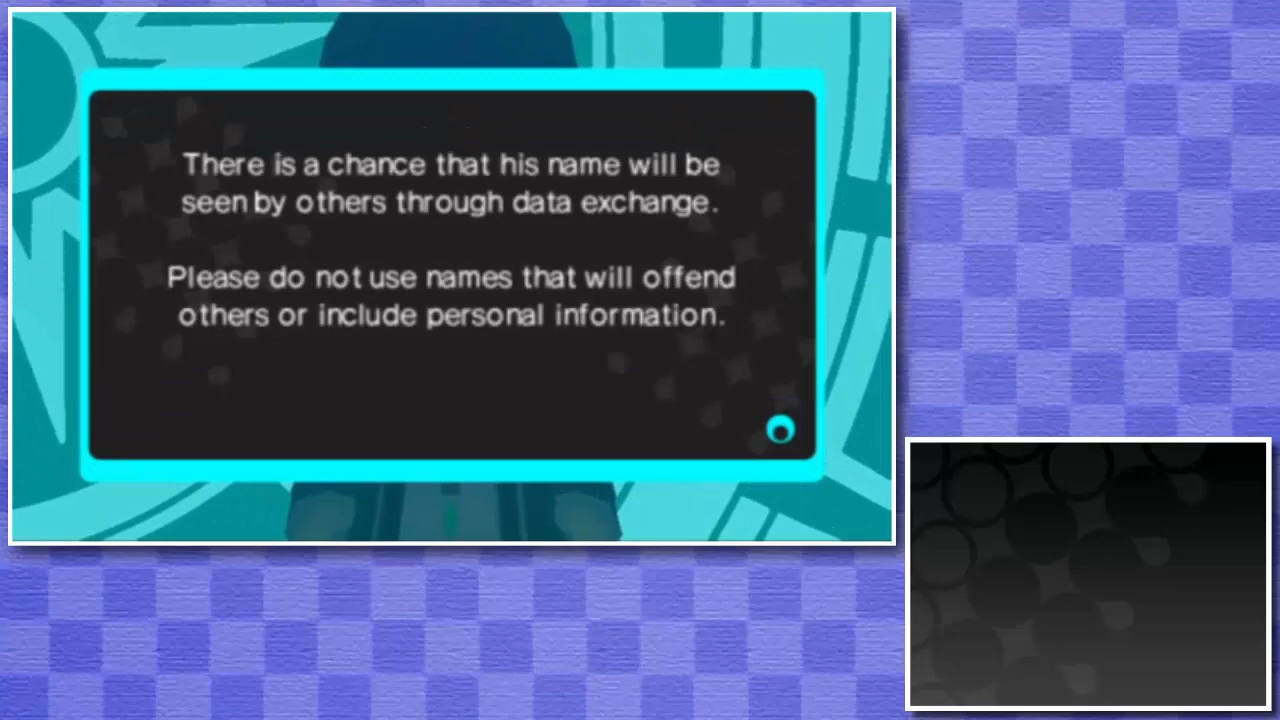 There is a chance that his name will be
seen by others through data exchange.
Please do not use names that will offend
others or include personal information.